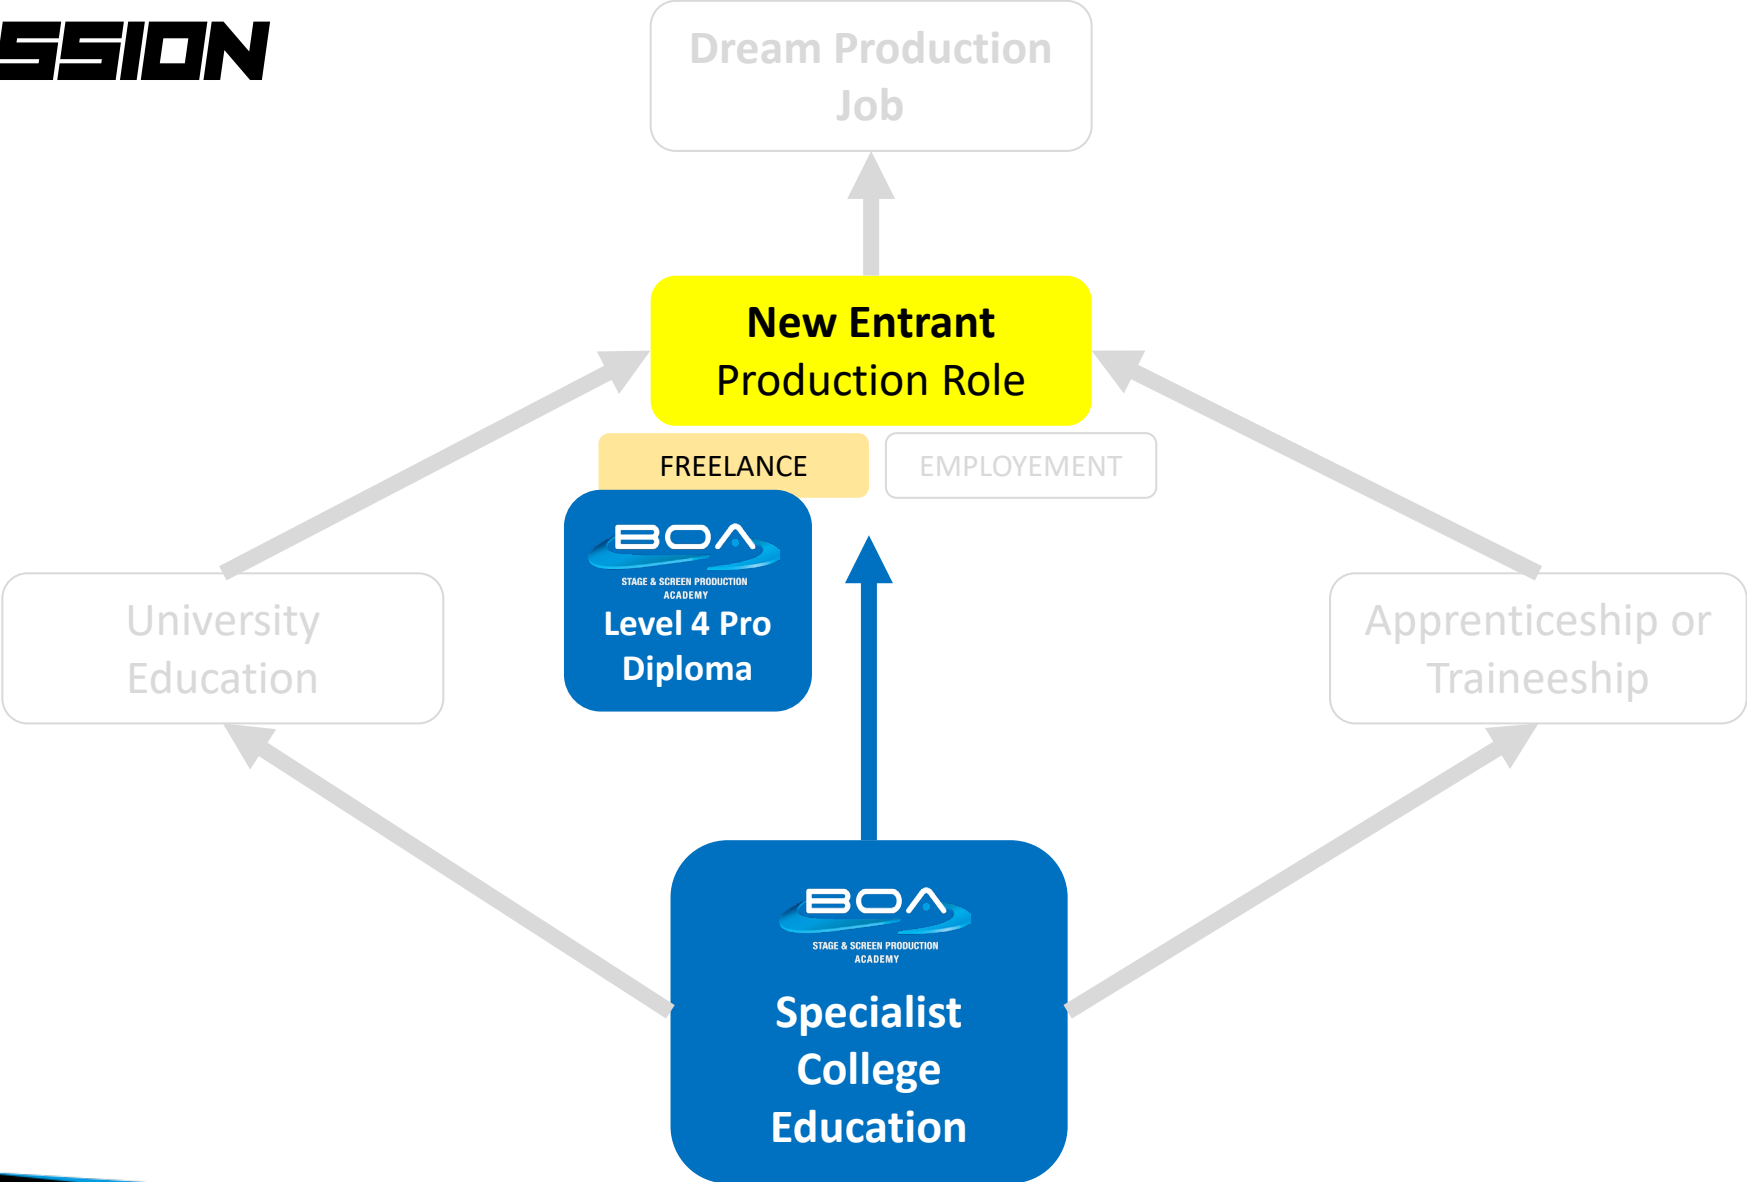 SSION
Dream Production
Job
New Entrant
Production Role
FREELANCE
EMPLOYEMENT
BOA
STAGE & SCREEN PRODUCTION
ACADEMY
Level 4 Pro
Diploma
University
Education
Apprenticeship or
Traineeship
BOA
STAGE & SCREEN PRODUCTION
ACADEMY
Specialist
College
Education